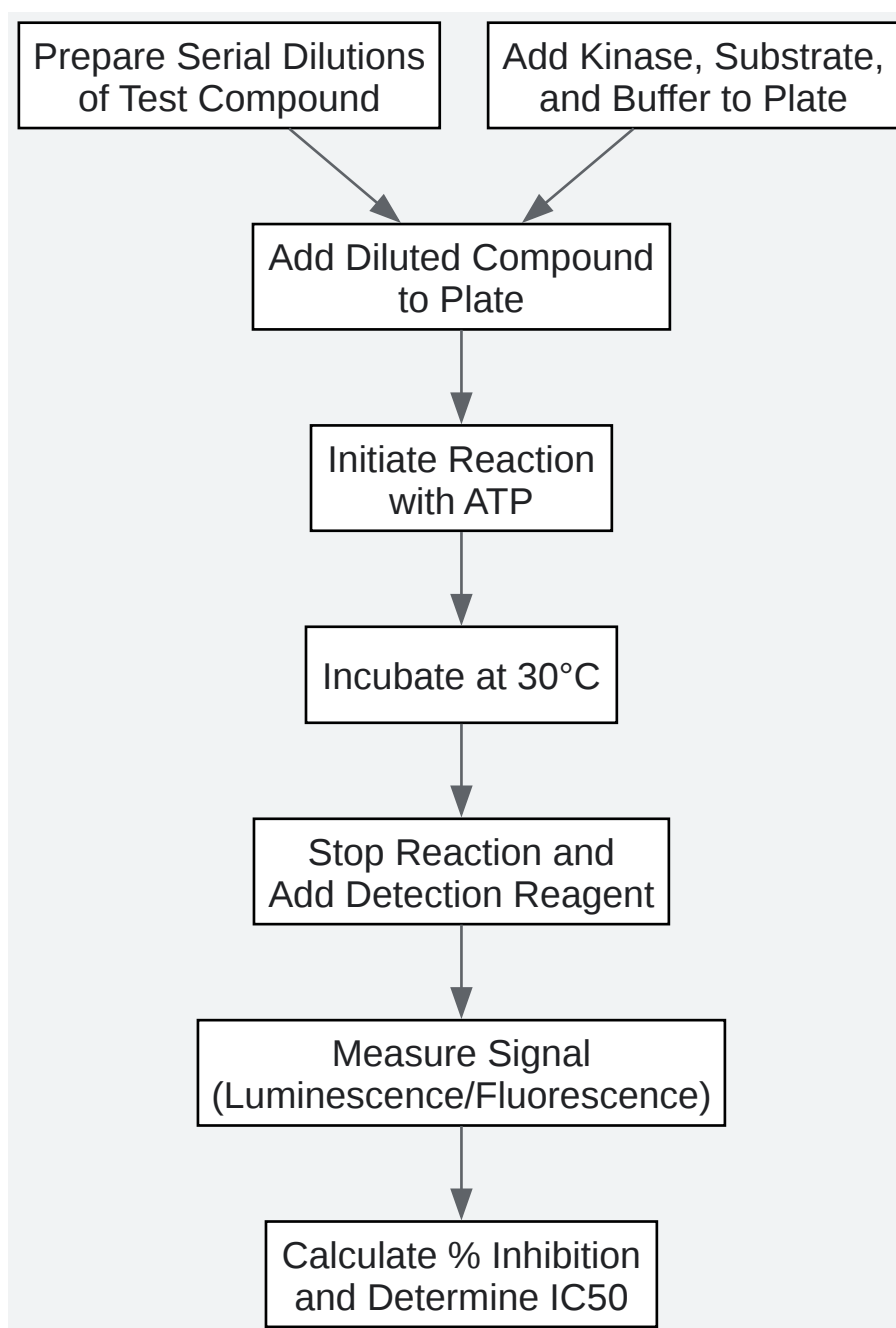 Prepare Serial Dilutions
of Test Compound
Add Kinase, Substrate,
and Buffer to Plate
Add Diluted Compound
to Plate
Initiate Reaction
with ATP
Incubate at 30°C
Stop Reaction and
Add Detection Reagent
Measure Signal
(Luminescence/Fluorescence)
Calculate % Inhibition
and Determine IC50